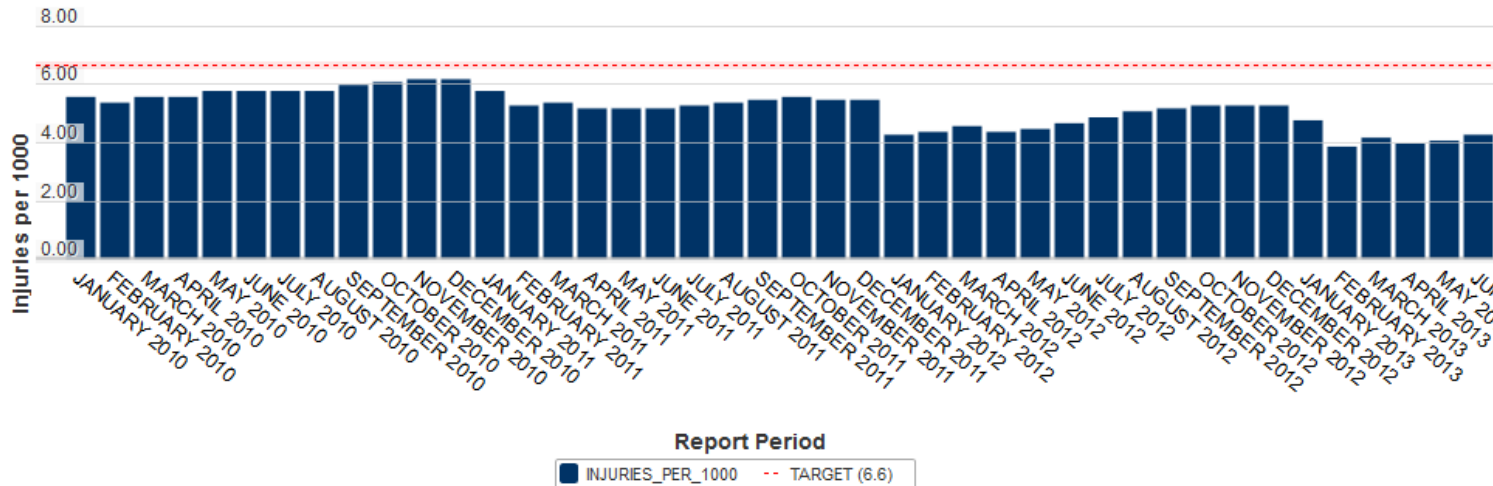 8.00
6.00
4.00
2.00
0.00
Injuries per 1000
JANUARY 2010
FEBRUARY 2010
MARCH 2010
APRIL 2010
MAY 2010
JUNE 2010
JULY 2010
AUGUST 2010
SEPTEMBER 2010
OCTOBER 2010
NOVEMBER 2010
DECEMBER 2010
JANUARY 2011
FEBRUARY 2011
MARCH 2011
APRIL 2011
MAY 2011
JUNE 2011
JULY 2011
AUGUST 2011
SEPTEMBER 2011
OCTOBER 2011
NOVEMBER 2011
DECEMBER 2011
JANUARY 2012
FEBRUARY 2012
MARCH 2012
APRIL 2012
MAY 2012
JUNE 2012
JULY 2012
AUGUST 2012
SEPTEMBER 2012
OCTOBER 2012
NOVEMBER 2012
DECEMBER 2012
JANUARY 2013
FEBRUARY 2013
MARCH 2013
APRIL 2013
MAY 20
Report Period
INJURIES_PER_1000 -- TARGET (6.6)